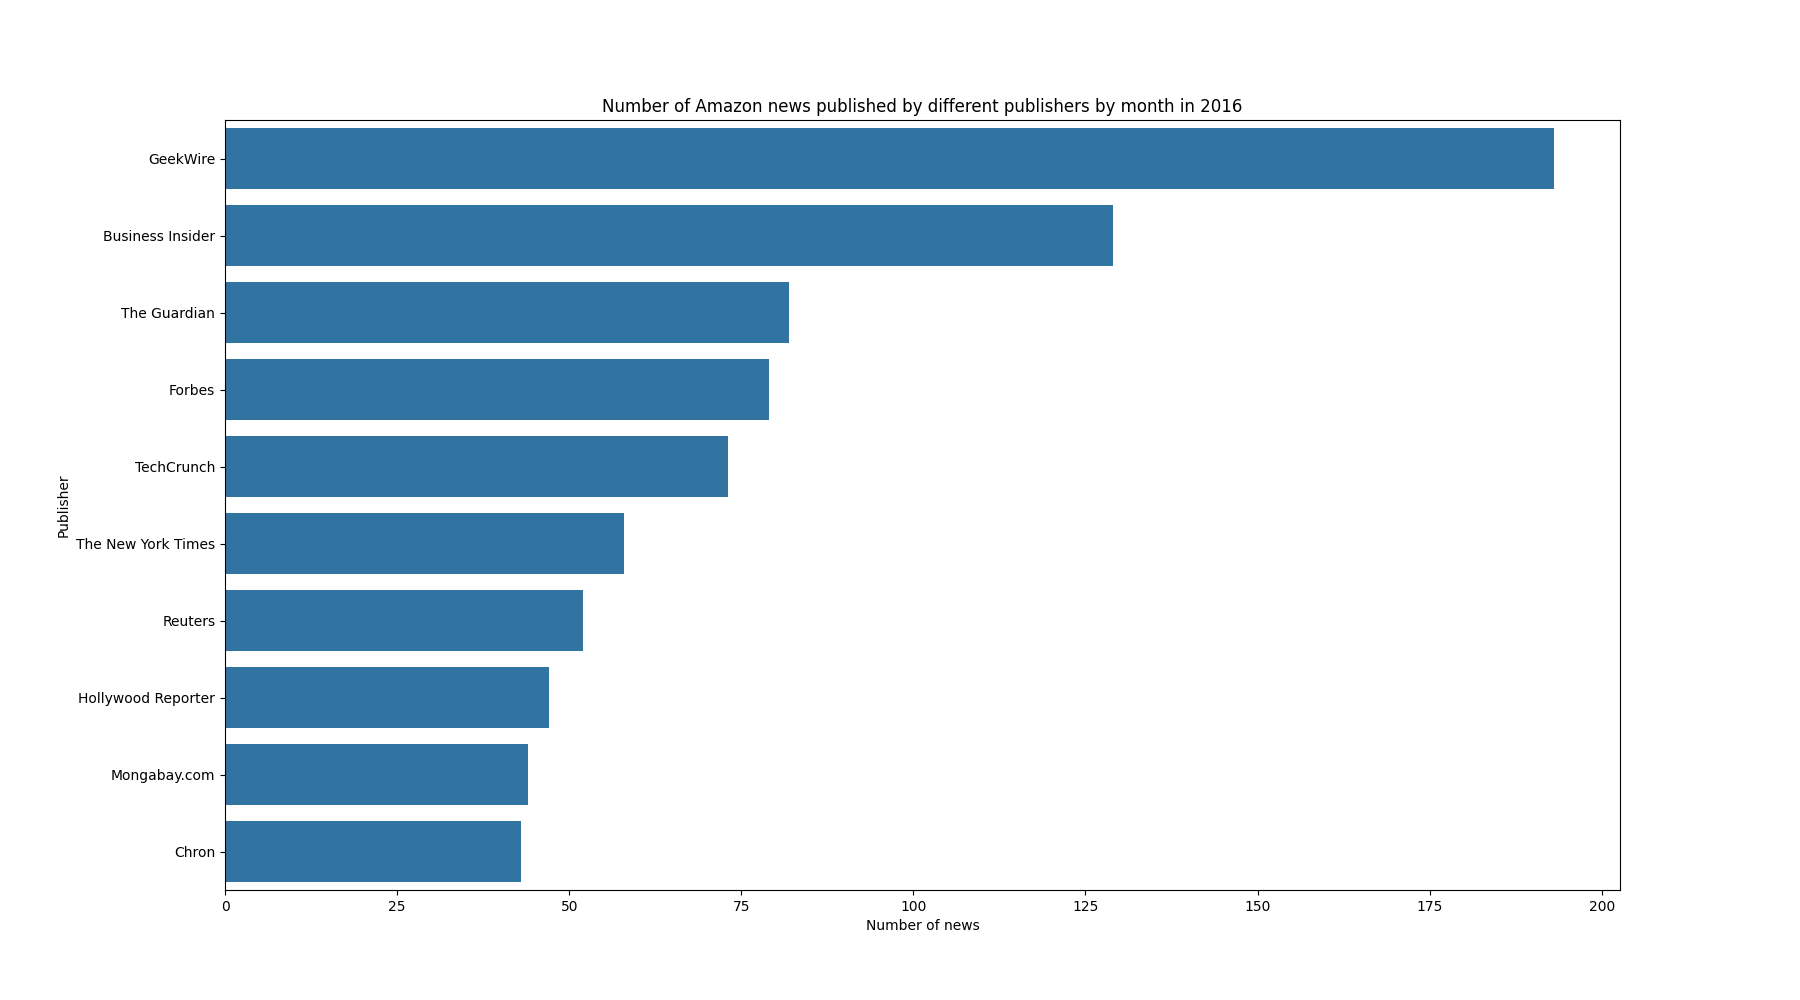 Number of Amazon news published by different publishers by month in 2016
Publisher
GeekWire
Business Insider
The Guardian
Forbes
TechCrunch
The New York Times
Reuters
Hollywood Reporter
Mongabay.com
Chron
0 25 50 75 100 125 150 175 200
Number of news